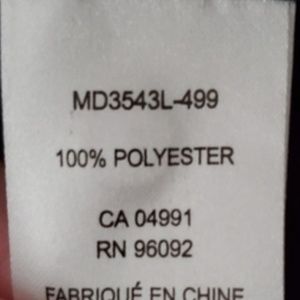 MD3543L-499
100% POLYESTER
CA 04991
RN 96092
FABRIQUÉ EN CHINE